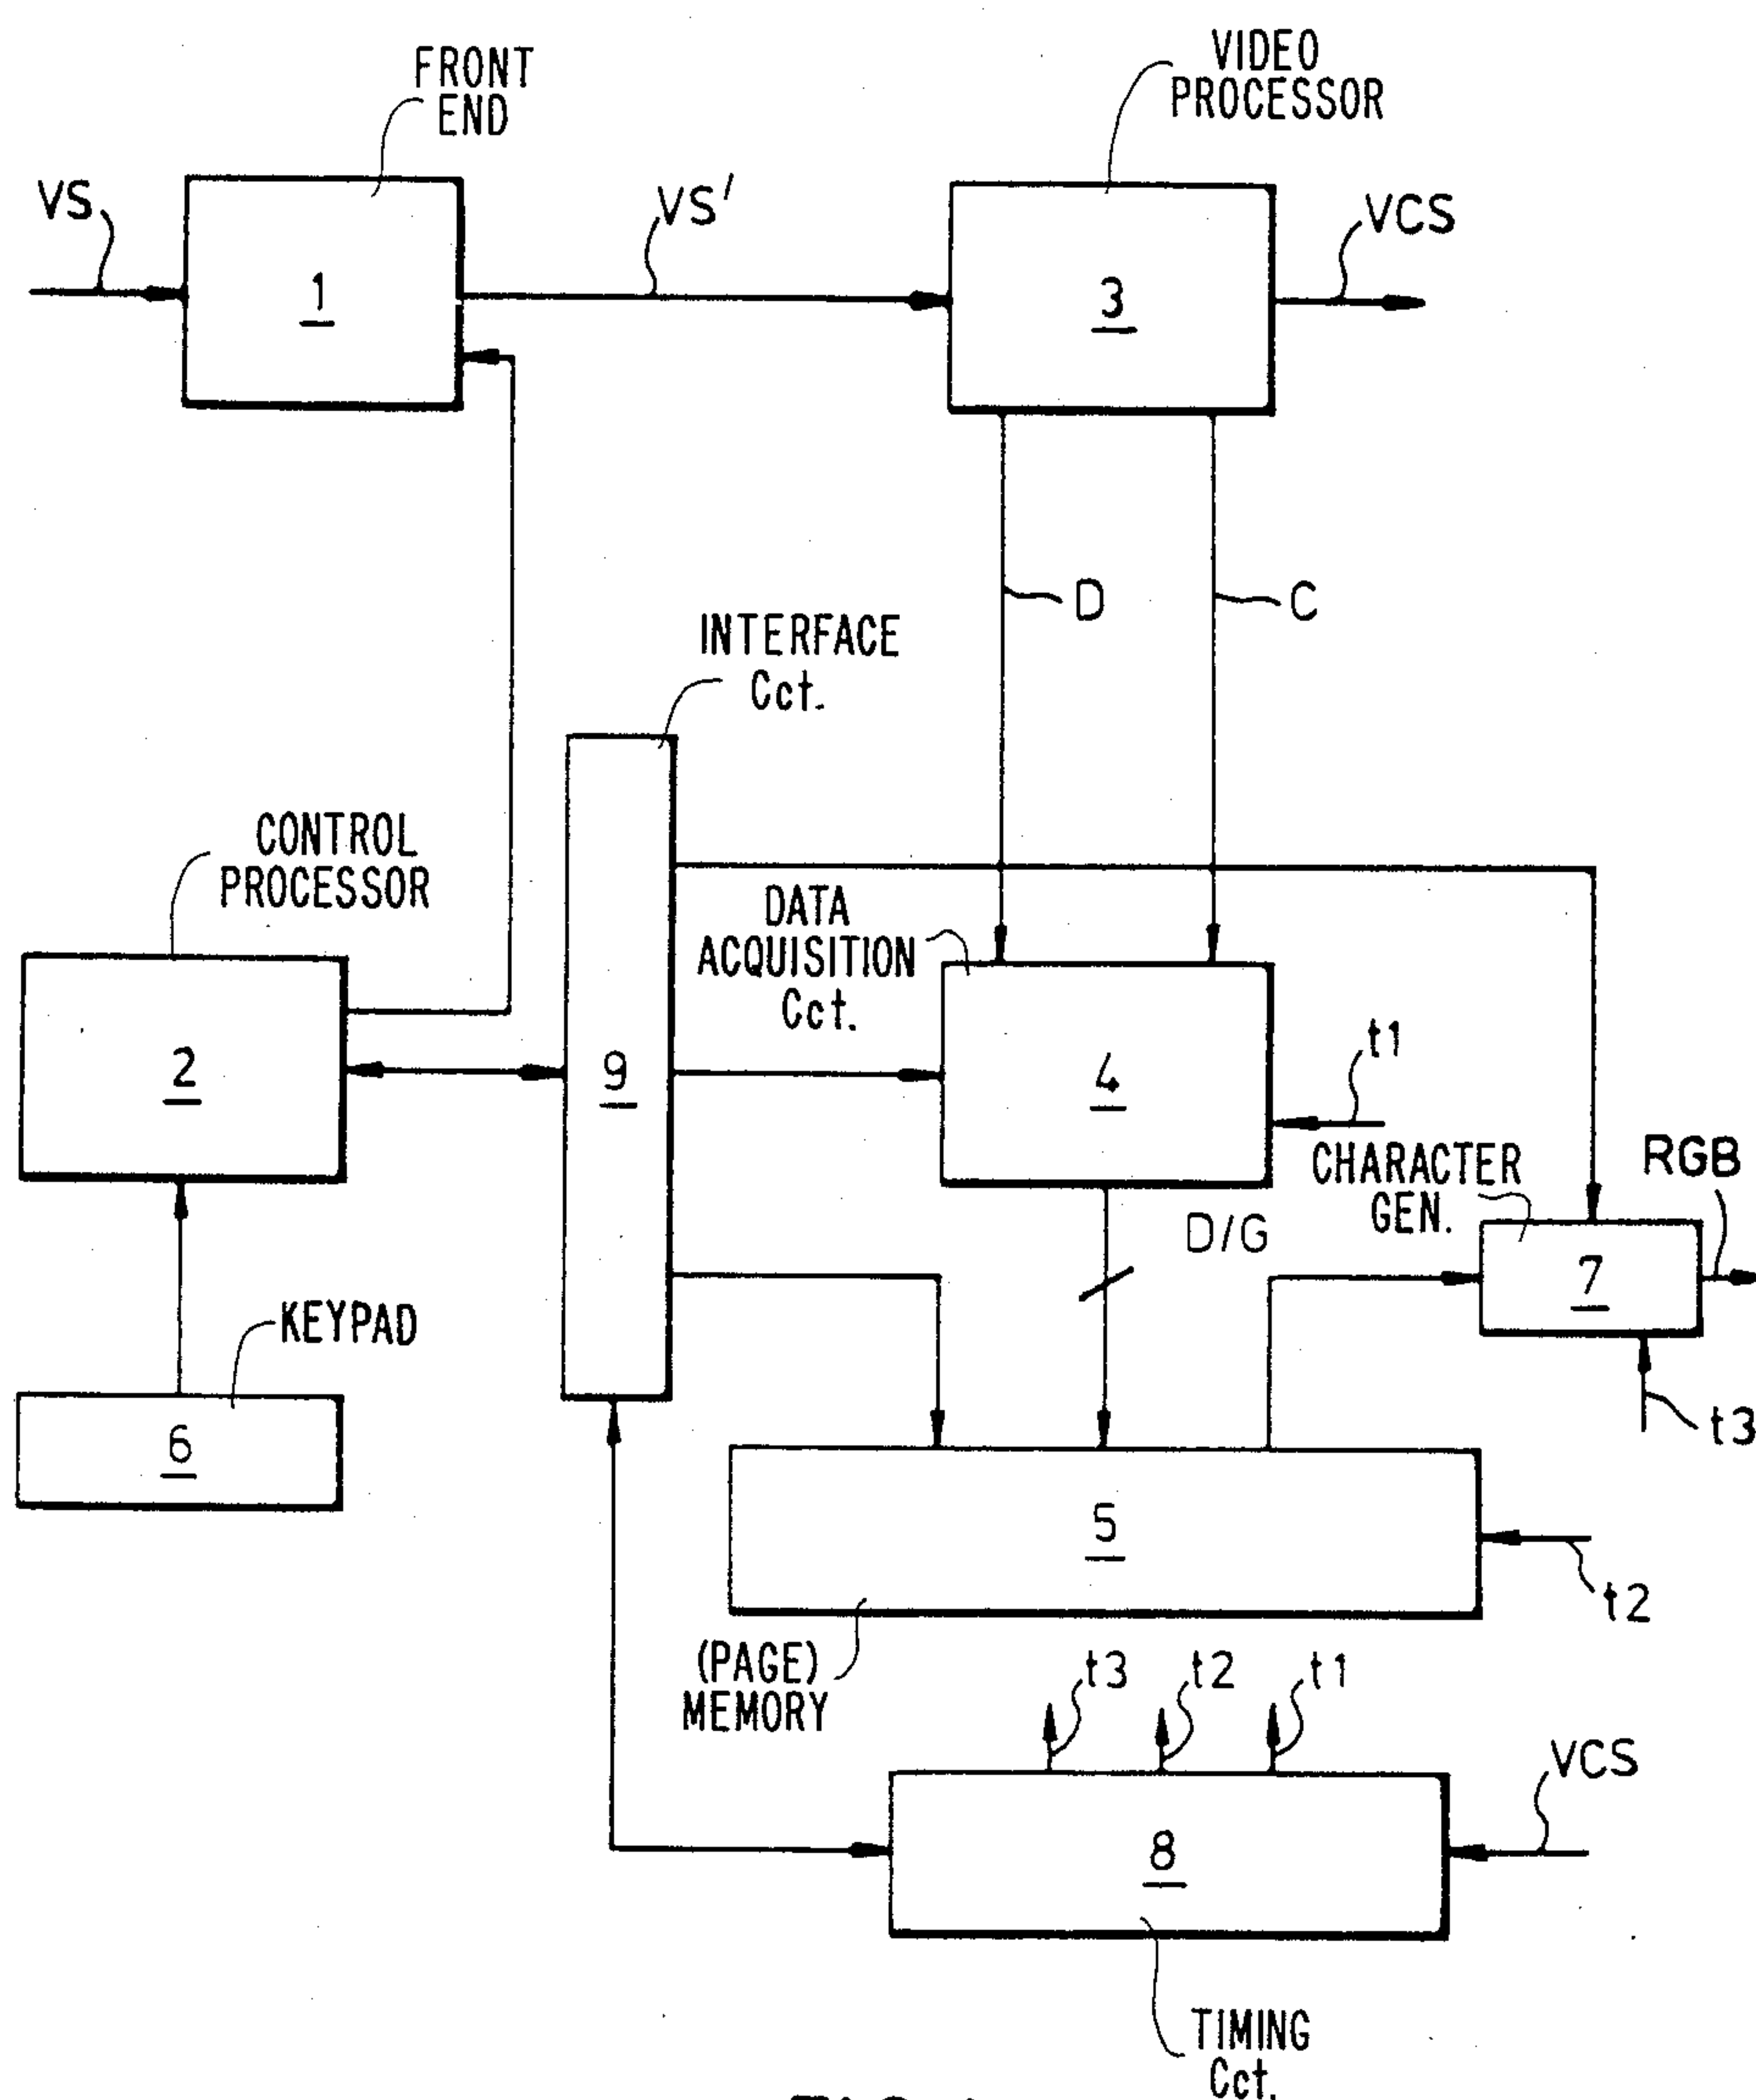 FRONT
END
VIDEO
PROCESSOR
VS
VS'
VCS
1
3
D
C
INTERFACE
Cct.
CONTROL
PROCESSOR
DATA
ACQUISITION
Cct.
2
9
4
t1
CHARACTER
GEN.
RGB
D/G
7
KEYPAD
6
t3
5
t2
(PAGE)
MEMORY
t3
t2
t1
VCS
8
TIMING
Cct.